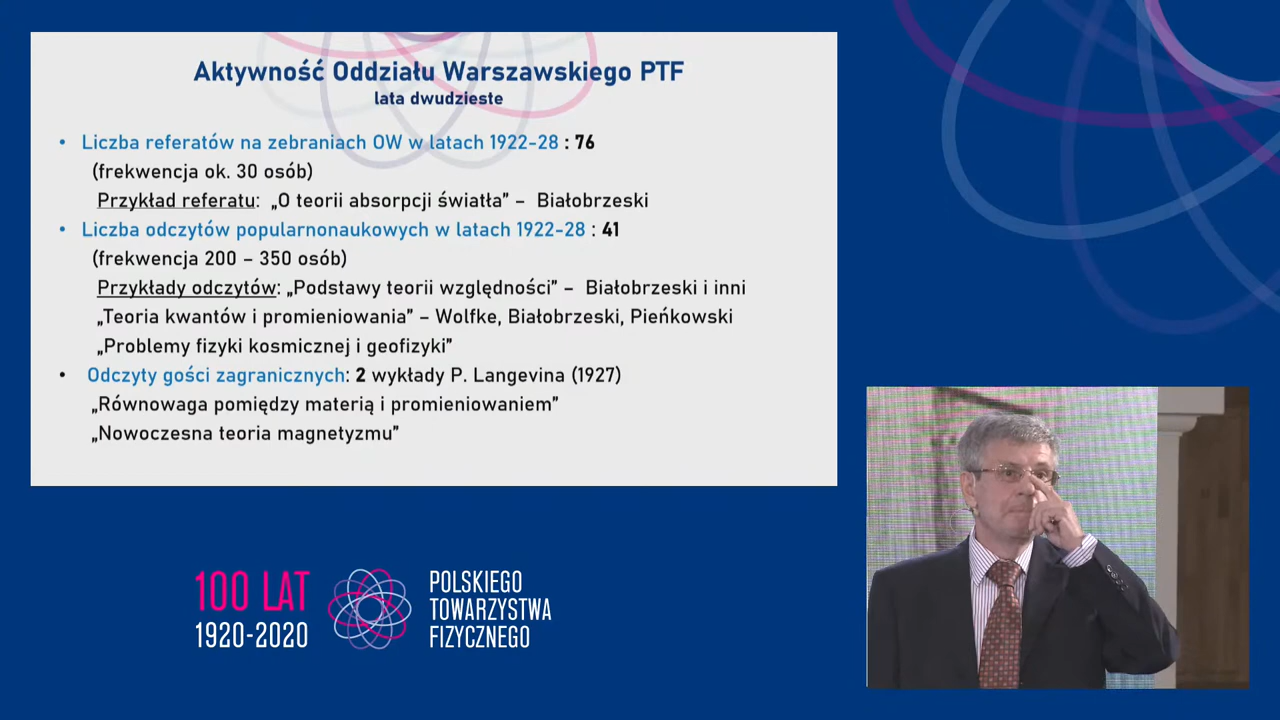 Aktywność Oddziału Warszawskiego PTF
lata dwudzieste
• Liczba referatów na zebraniach OW w latach 1922-28 : 76
(frekwencja ok. 30 osób)
Przykład referatu: „O teorii absorpcji światła” – Białobrzeski
• Liczba odczytów popularnonaukowych w latach 1922-28 : 41
(frekwencja 200 – 350 osób)
Przykłady odczytów: „Podstawy teorii względności” – Białobrzeski i inni
„Teoria kwantów i promieniowania” – Wolfke, Białobrzeski, Pieńkowski
„Problemy fizyki kosmicznej i geofizyki”
• Odczyty gości zagranicznych: 2 wykłady P. Langevina (1927)
„Równowaga pomiędzy materią i promieniowaniem”
„Nowoczesna teoria magnetyzmu”
100 LAT
1920-2020
POLSKIEGO
TOWARZYSTWA
FIZYCZNEGO